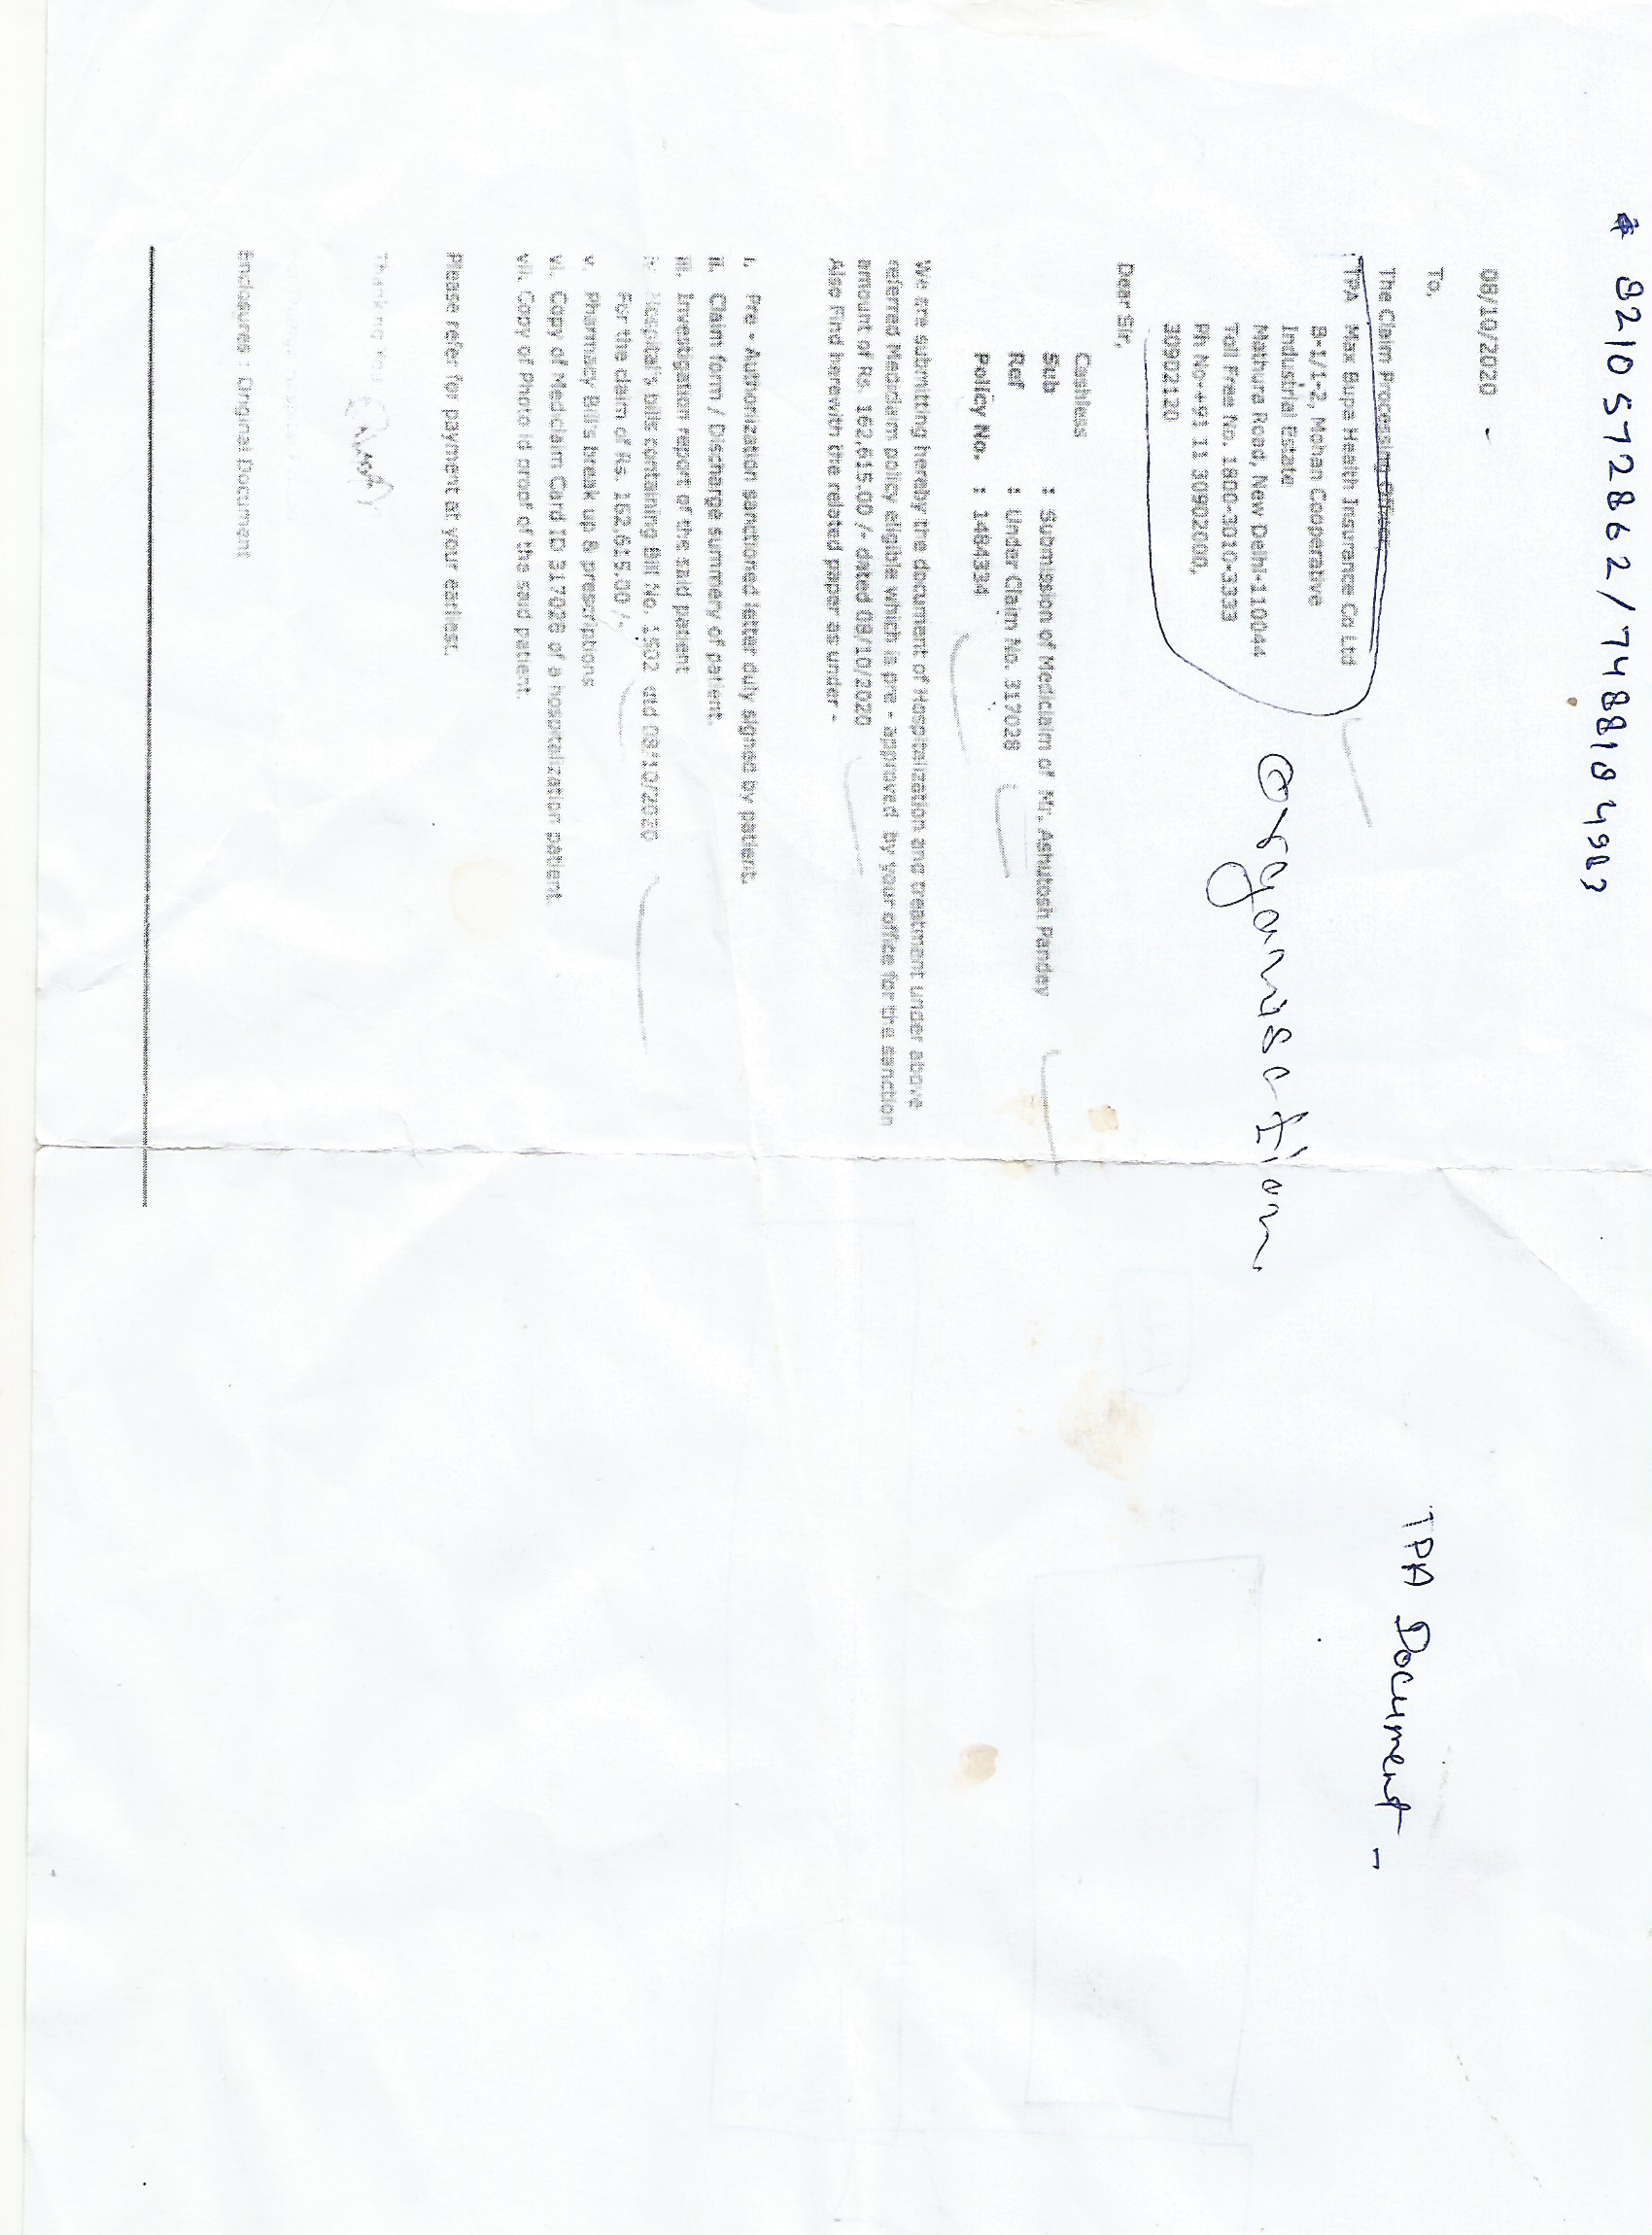 * 8210572862/7488104983
08/10/2020
To,
The Claim Processing Office
TPA Max Bupa Health Insurance Co Ltd
B-1/1-2, Mohan Cooperative
Industrial Estate
Mathura Road, New Delhi-110044
Toll Free No. 1800-3010-3333
Ph No-+91 11 30902000,
30902120
Organisation
TPA Document -
Dear Sir,
Cashless
Sub : Submission of Mediclaim of Mr. Ashutosh Pandey
Ref : Under Claim No. 317028
Policy No. : 1484334
We are submitting hereby the document of Hospitalization and treatment under above
referred Mediclaim policy eligible which is pre - approved by your office for the sanction
amount of Rs. 162,615.00 /- dated 08/10/2020
Also Find herewith the related paper as under -
i. Pre - Authorization sanctioned letter duly signed by patient.
ii. Claim form / Discharge summery of patient.
iii. Investigation report of the said patient
iv. Hospital's bills containing Bill No. 1502 dtd 08/10/2020
For the claim of Rs. 162,615.00 /-
v. Pharmacy Bill's break up & prescriptions
vi. Copy of Mediclaim Card ID 317028 of a hospitalization patient.
vii. Copy of Photo id proof of the said patient.
Please refer for payment at your earliest.
Thanking you
Enclosures : Original Document